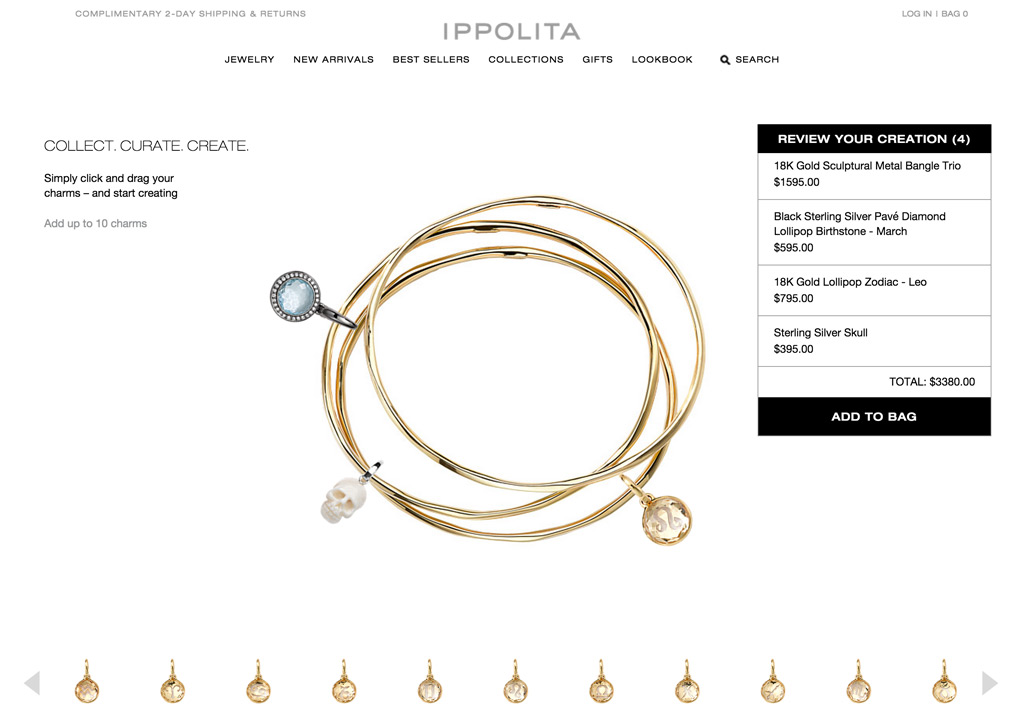 COMPLIMENTARY 2-DAY SHIPPING & RETURNS
LOG IN | BAG 0
IPPOLITA
JEWELRY NEW ARRIVALS BEST SELLERS COLLECTIONS GIFTS LOOKBOOK SEARCH
COLLECT. CURATE. CREATE.
Simply click and drag your
charms – and start creating
Add up to 10 charms
REVIEW YOUR CREATION (4)
18K Gold Sculptural Metal Bangle Trio
$1595.00
Black Sterling Silver Pavé Diamond
Lollipop Birthstone - March
$595.00
18K Gold Lollipop Zodiac - Leo
$795.00
Sterling Silver Skull
$395.00
TOTAL: $3380.00
ADD TO BAG